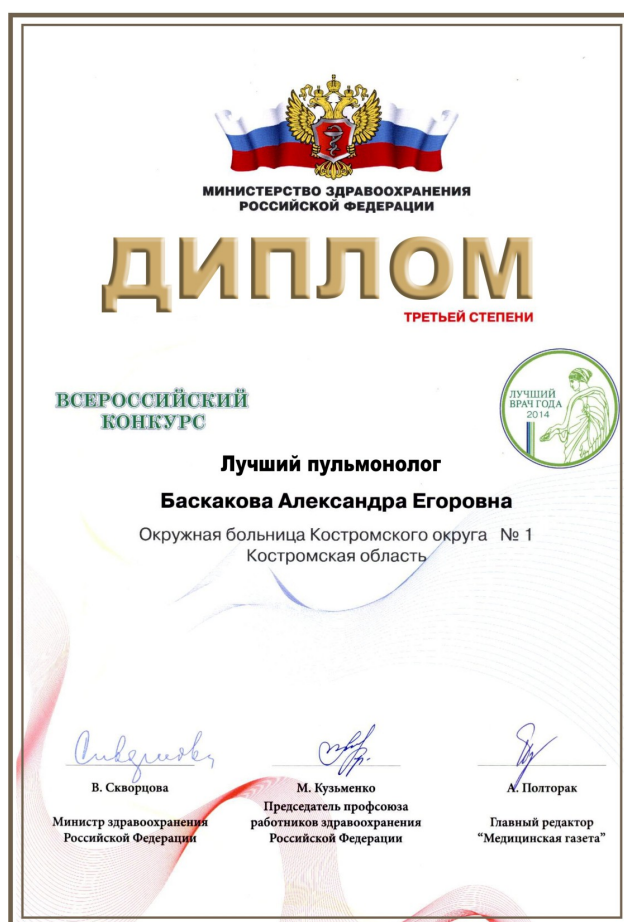 МИНИСТЕРСТВО ЗДРАВООХРАНЕНИЯ
РОССИЙСКОЙ ФЕДЕРАЦИИ
ДИПЛОМ
ТРЕТЬЕЙ СТЕПЕНИ
ВСЕРОССИЙСКИЙ
КОНКУРС
ЛУЧШИЙ
ВРАЧ ГОДА
2014
Лучший пульмонолог
Баскакова Александра Егоровна
Окружная больница Костромского округа № 1
Костромская область
В. Скворцова
Министр здравоохранения
Российской Федерации
М. Кузьменко
Председатель профсоюза
работников здравоохранения
Российской Федерации
А. Полторак
Главный редактор
“Медицинская газета”